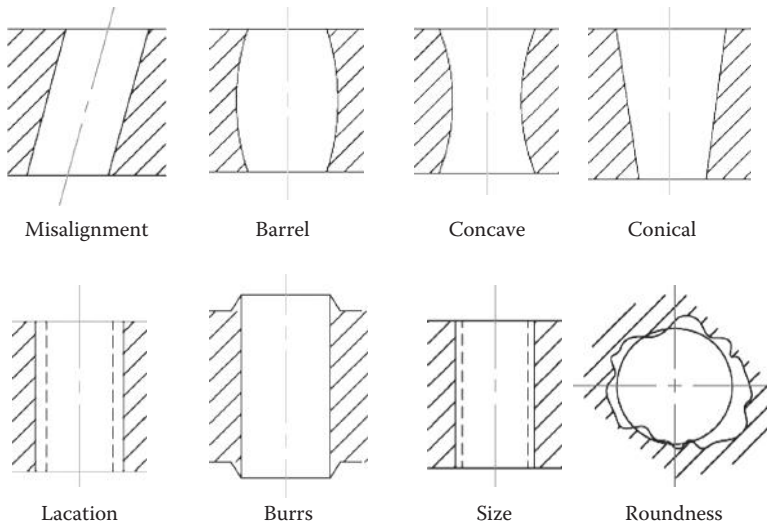 Misalignment
Barrel
Concave
Conical
Lacation
Burrs
Size
Roundness